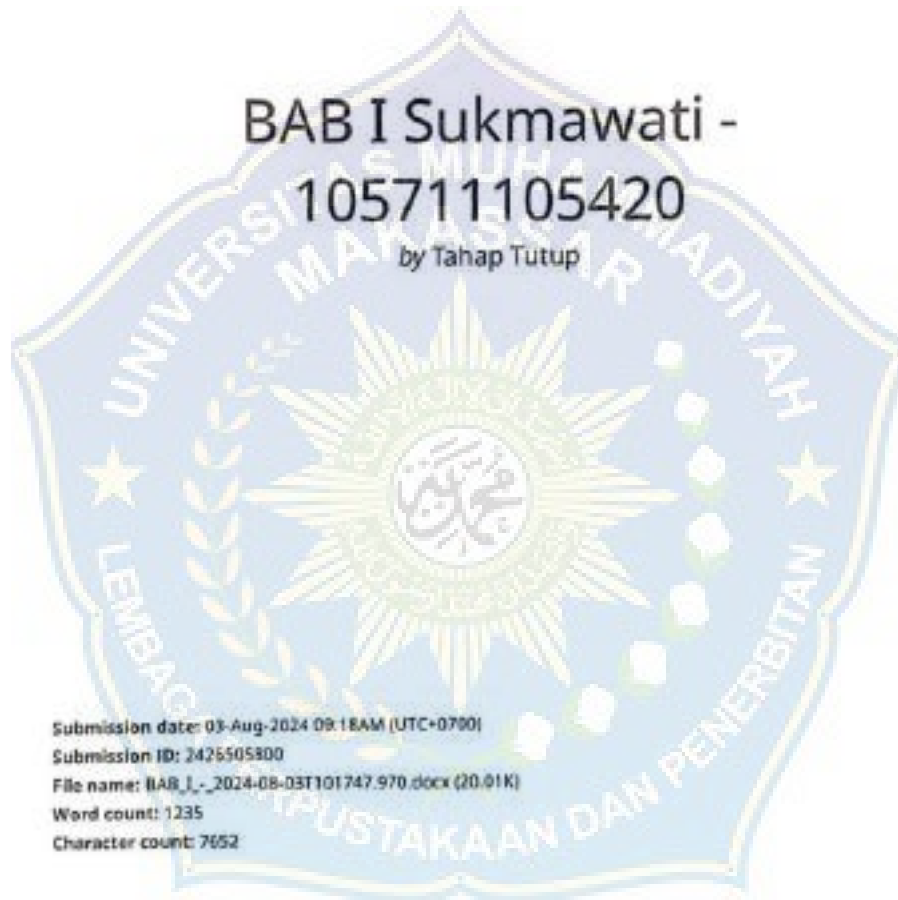 BAB I Sukmawati -
105711105420
by Tahap Tutup
UNIVERSITAS MUHAMMADIYAH
MAKASSAR
محمد
LEMBAGA PERPUSTAKAAN DAN PENERBITAN
Submission date: 03-Aug-2024 09:18AM (UTC+0700)
Submission ID: 2426505800
File name: BAB_I_-_2024-08-03T101747.970.docx (20.01K)
Word count: 1235
Character count: 7652